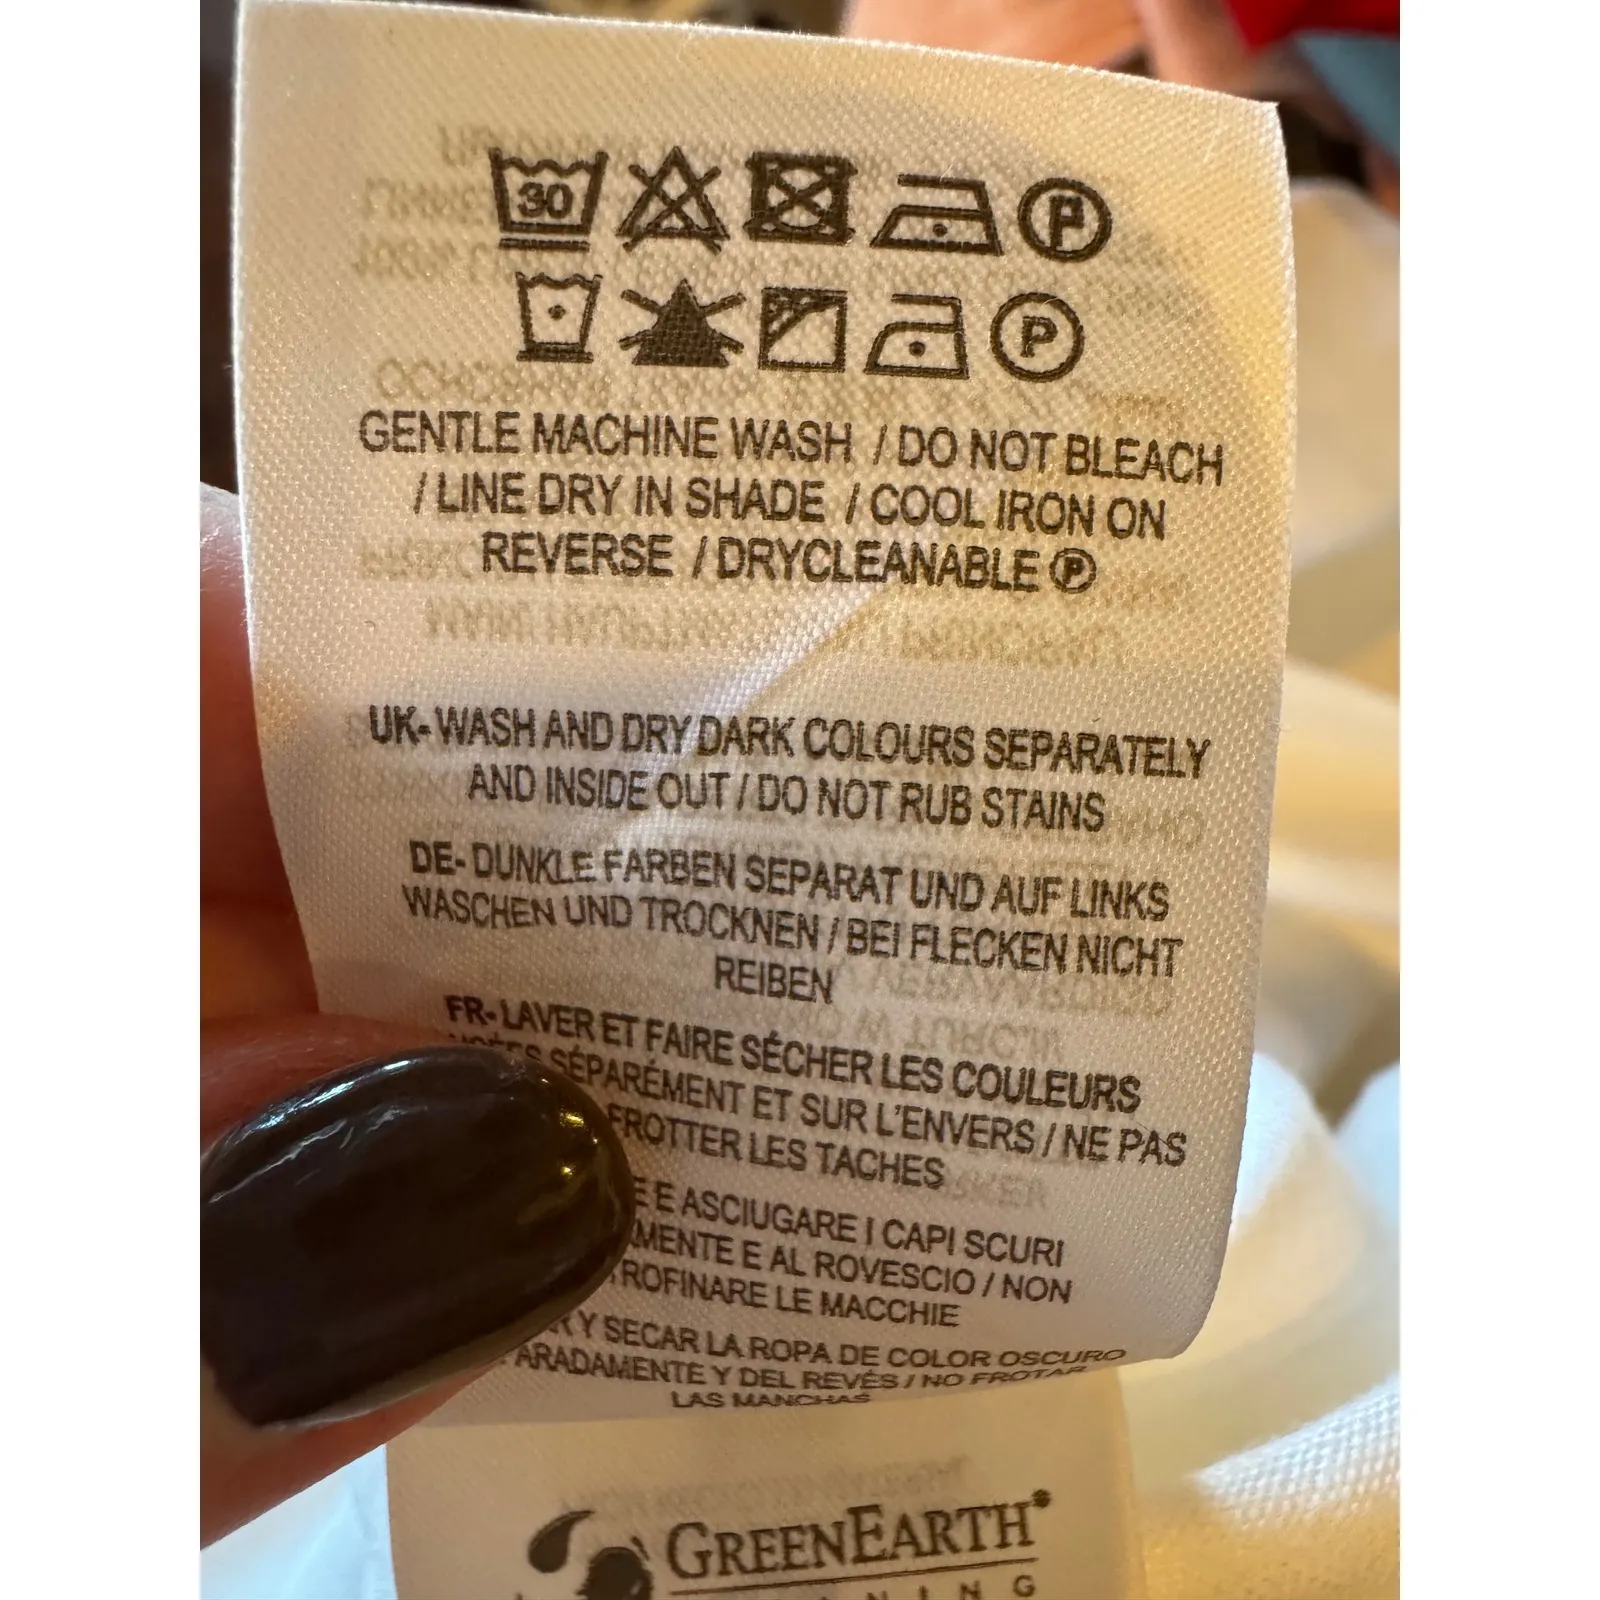 30 P
P
GENTLE MACHINE WASH / DO NOT BLEACH
/ LINE DRY IN SHADE / COOL IRON ON
REVERSE / DRYCLEANABLE Ⓟ
UK- WASH AND DRY DARK COLOURS SEPARATELY
AND INSIDE OUT / DO NOT RUB STAINS
DE- DUNKLE FARBEN SEPARAT UND AUF LINKS
WASCHEN UND TROCKNEN / BEI FLECKEN NICHT
REIBEN
FR- LAVER ET FAIRE SÉCHER LES COULEURS
SÉPARÉMENT ET SUR L'ENVERS / NE PAS
FROTTER LES TACHES
E ASCIUGARE I CAPI SCURI
E AL ROVESCIO / NON
LE MACCHIE
Y SECAR LA ROPA DE COLOR OSCURO
Y DEL REVÉS / NO FROTAR
LAS MANCHAS
GREENEARTH